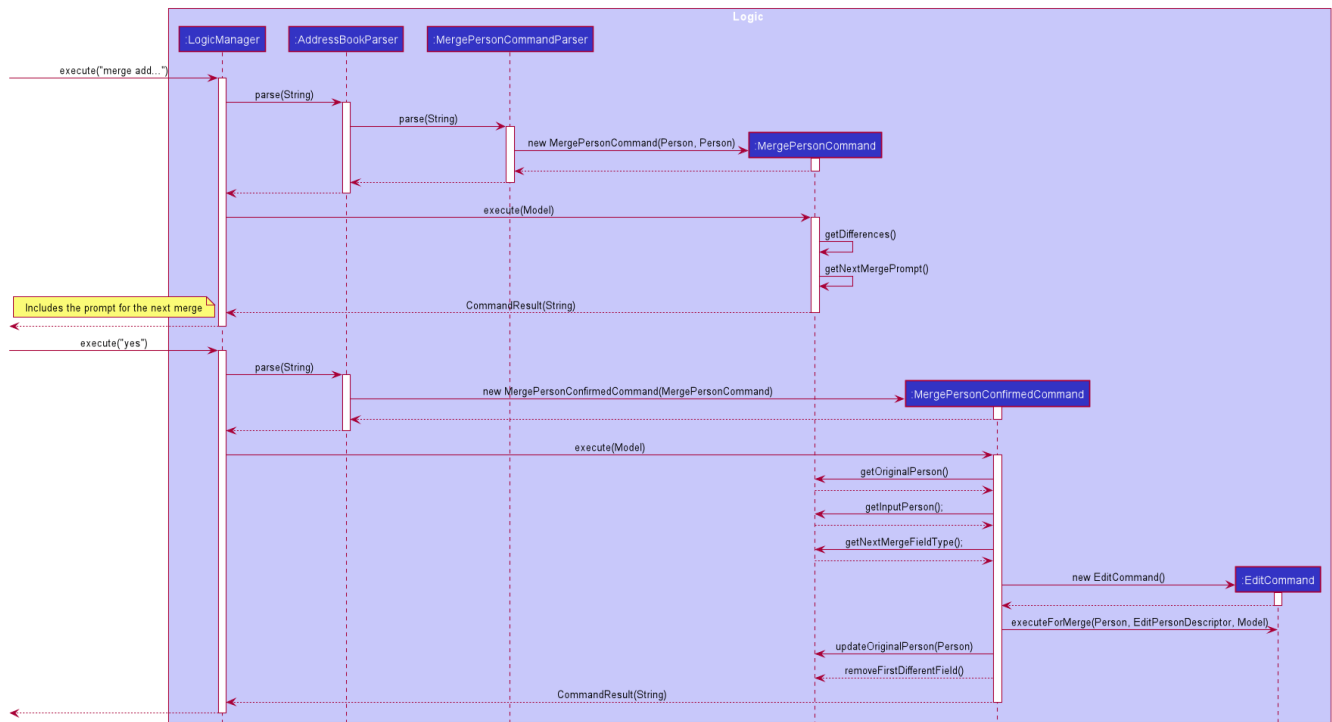 Logic
:LogicManager
:AddressBookParser
:MergePersonCommandParser
execute("merge add...")
parse(String)
parse(String)
new MergePersonCommand(Person, Person)
:MergePersonCommand
execute(Model)
getDifferences()
getNextMergePrompt()
CommandResult(String)
Includes the prompt for the next merge
execute("yes")
parse(String)
new MergePersonConfirmedCommand(MergePersonCommand)
:MergePersonConfirmedCommand
execute(Model)
getOriginalPerson()
getInputPerson();
getNextMergeFieldType();
new EditCommand()
:EditCommand
executeForMerge(Person, EditPersonDescriptor, Model)
updateOriginalPerson(Person)
removeFirstDifferentField()
CommandResult(String)